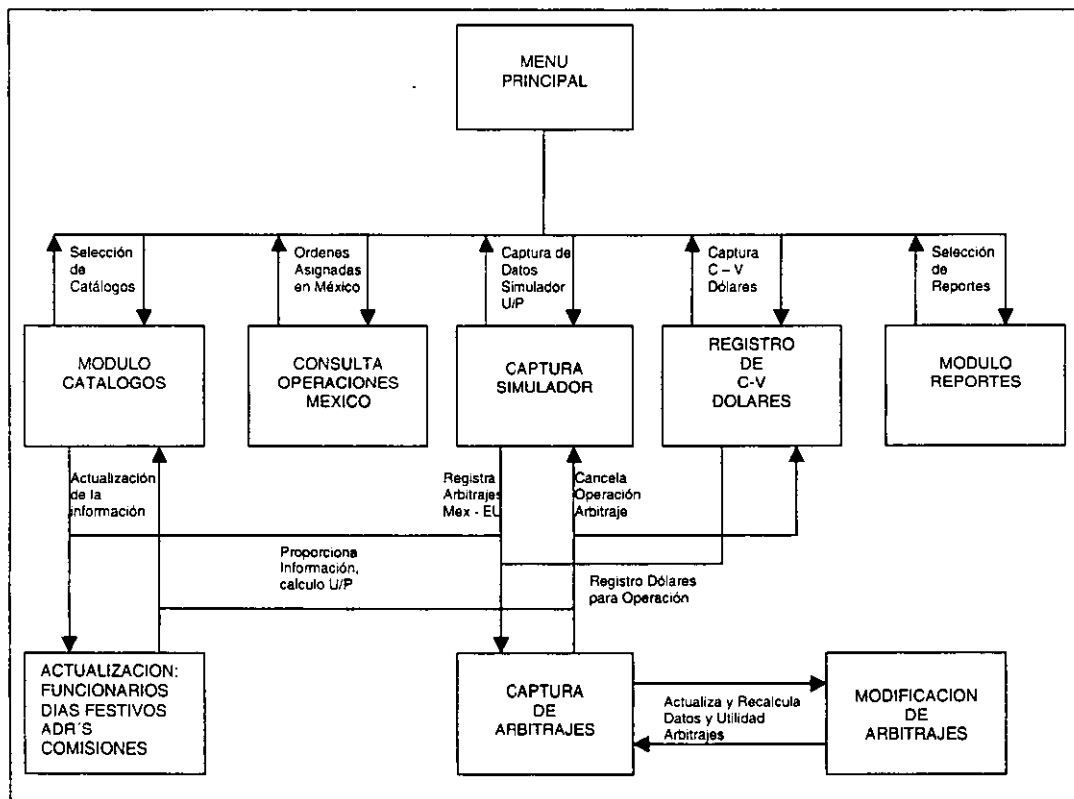 MENU
PRINCIPAL
Selección
de
Catálogos
Ordenes
Asignadas
en México
Captura de
Datos
Simulador
U/P
Captura
C – V
Dólares
Selección
de
Reportes
MODULO
CATALOGOS
CONSULTA
OPERACIONES
MEXICO
CAPTURA
SIMULADOR
REGISTRO
DE
C-V
DOLARES
MODULO
REPORTES
Actualización
de la
información
Registra
Arbitrajes
Mex - EU
Cancela
Operación
Arbitraje
Proporciona
Información,
calculo U/P
Registro Dólares
para Operación
ACTUALIZACION:
FUNCIONARIOS
DIAS FESTIVOS
ADR´S
COMISIONES
CAPTURA
DE
ARBITRAJES
Actualiza y Recalcula
Datos y Utilidad
Arbitrajes
MODIFICACION
DE
ARBITRAJES